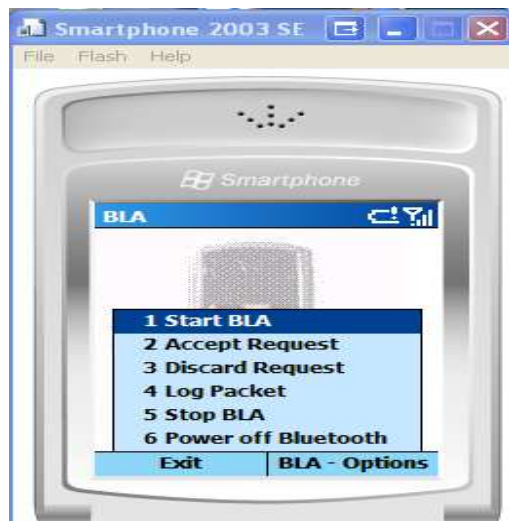 Smartphone 2003 SE
File Flash Help
Smartphone
BLA
1 Start BLA
2 Accept Request
3 Discard Request
4 Log Packet
5 Stop BLA
6 Power off Bluetooth
Exit BLA - Options